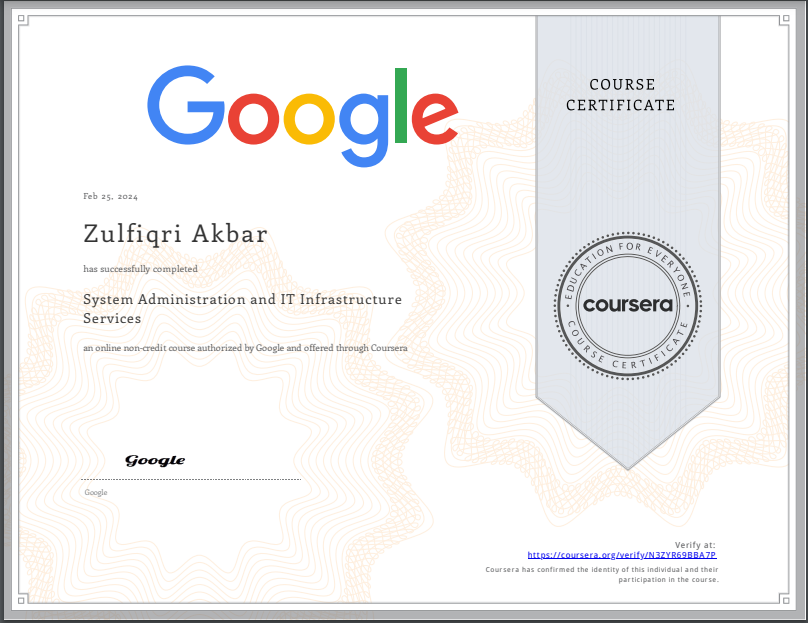 Google
COURSE
CERTIFICATE
Feb 25, 2024
Zulfiqri Akbar
has successfully completed
System Administration and IT Infrastructure
Services
an online non-credit course authorized by Google and offered through Coursera
EDUCATION FOR EVERYONE
coursera
COURSE CERTIFICATE
Google
Google
Verify at:
https://coursera.org/verify/N3ZYR69BBA7P
Coursera has confirmed the identity of this individual and their
participation in the course.